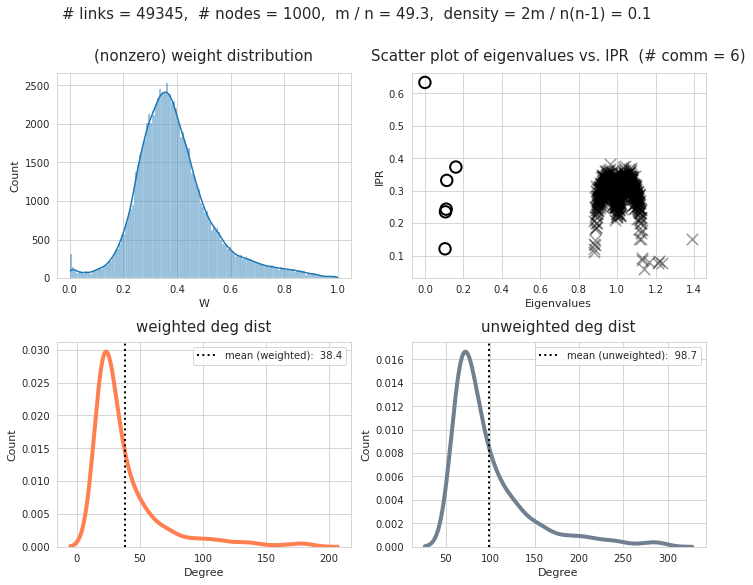 # links = 49345,  # nodes = 1000,  m / n = 49.3,  density = 2m / n(n-1) = 0.1
(nonzero) weight distribution
Count
2500
2000
1500
1000
500
0
0.0 0.2 0.4 0.6 0.8 1.0
W
Scatter plot of eigenvalues vs. IPR  (# comm = 6)
IPR
0.6
0.5
0.4
0.3
0.2
0.1
0.0 0.2 0.4 0.6 0.8 1.0 1.2 1.4
Eigenvalues
weighted deg dist
mean (weighted):  38.4
Count
0.030
0.025
0.020
0.015
0.010
0.005
0.000
0 50 100 150 200
Degree
unweighted deg dist
mean (unweighted):  98.7
Count
0.016
0.014
0.012
0.010
0.008
0.006
0.004
0.002
0.000
50 100 150 200 250 300
Degree